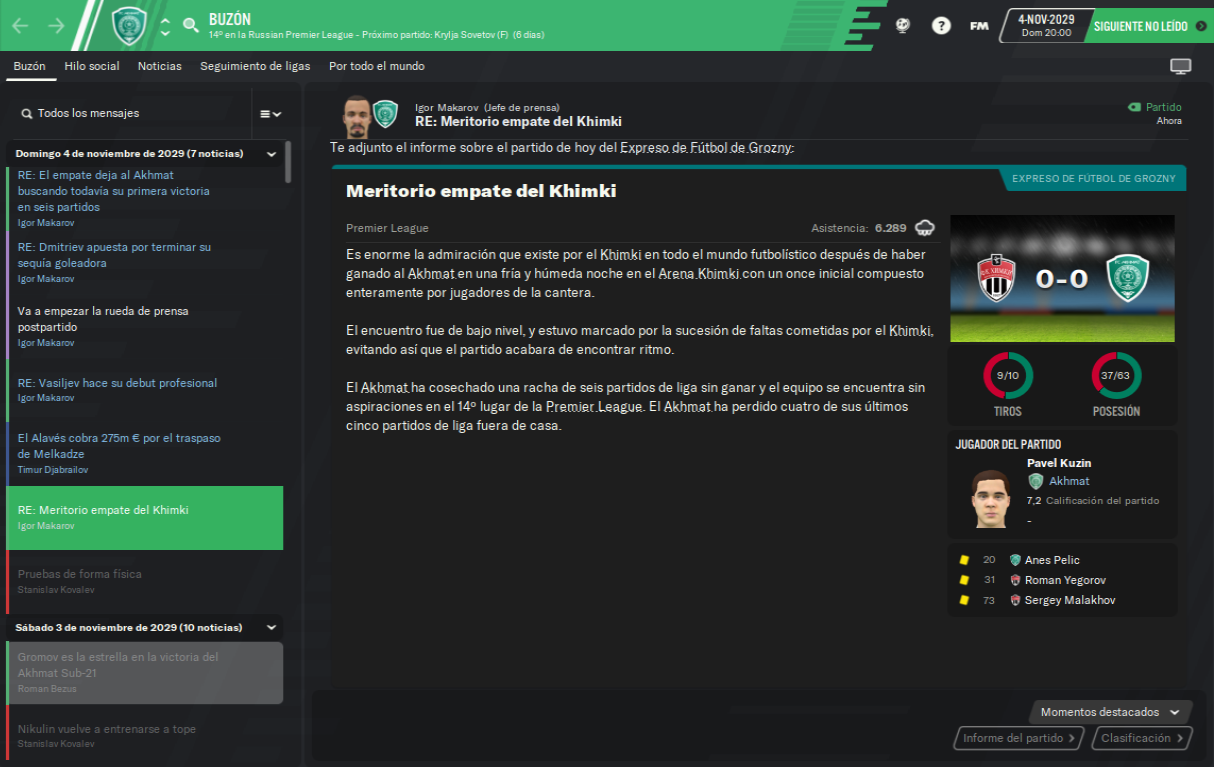 BUZÓN
14º en la Russian Premier League - Próximo partido: Krylja Sovetov (F) (6 días)
FM
4-NOV-2029
Dom 20:00
SIGUIENTE NO LEÍDO
Buzón
Hilo social
Noticias
Seguimiento de ligas
Por todo el mundo
Todos los mensajes
Domingo 4 de noviembre de 2029 (7 noticias)
RE: El empate deja al Akhmat
buscando todavía su primera victoria
en seis partidos
Igor Makarov
RE: Dmitriev apuesta por terminar su
sequía goleadora
Igor Makarov
Va a empezar la rueda de prensa
postpartido
Igor Makarov
RE: Vasiljev hace su debut profesional
Igor Makarov
El Alavés cobra 275m € por el traspaso
de Melkadze
Timur Djabrailov
RE: Meritorio empate del Khimki
Igor Makarov
Pruebas de forma física
Stanislav Kovalev
Sábado 3 de noviembre de 2029 (10 noticias)
Gromov es la estrella en la victoria del
Akhmat Sub-21
Roman Bezus
Nikulin vuelve a entrenarse a tope
Stanislav Kovalev
Igor Makarov (Jefe de prensa)
RE: Meritorio empate del Khimki
Partido
Ahora
Te adjunto el informe sobre el partido de hoy del Expreso de Fútbol de Grozny:
EXPRESO DE FÚTBOL DE GROZNY
Meritorio empate del Khimki
Premier League
Asistencia: 6.289
Es enorme la admiración que existe por el Khimki en todo el mundo futbolístico después de haber
ganado al Akhmat en una fría y húmeda noche en el Arena Khimki con un once inicial compuesto
enteramente por jugadores de la cantera.
El encuentro fue de bajo nivel, y estuvo marcado por la sucesión de faltas cometidas por el Khimki,
evitando así que el partido acabara de encontrar ritmo.
El Akhmat ha cosechado una racha de seis partidos de liga sin ganar y el equipo se encuentra sin
aspiraciones en el 14º lugar de la Premier League. El Akhmat ha perdido cuatro de sus últimos
cinco partidos de liga fuera de casa.
0-0
9/10
TIROS
37/63
POSESIÓN
JUGADOR DEL PARTIDO
Pavel Kuzin
Akhmat
7,2 Calificación del partido
-
20 Anes Pelic
31 Roman Yegorov
73 Sergey Malakhov
Momentos destacados
Informe del partido
Clasificación